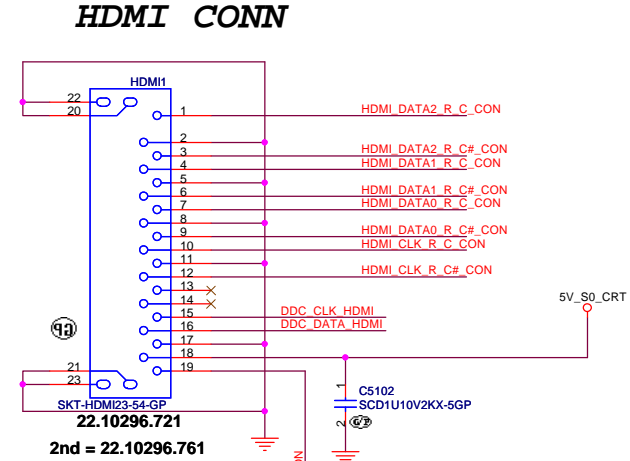 HDMI CONN
HDMI1
22
20
1 HDMI_DATA2_R_C_CON
2
3 HDMI_DATA2_R_C#_CON
4 HDMI_DATA1_R_C_CON
5
6 HDMI_DATA1_R_C#_CON
7 HDMI_DATA0_R_C_CON
8
9 HDMI_DATA0_R_C#_CON
10 HDMI_CLK_R_C_CON
11
12 HDMI_CLK_R_C#_CON
13
14
5V_S0_CRT
15 DDC_CLK_HDMI
16 DDC_DATA_HDMI
17
18
21
19
23
1
C5102
SCD1U10V2KX-5GP
2
SKT-HDMI23-54-GP
22.10296.721
2nd = 22.10296.761